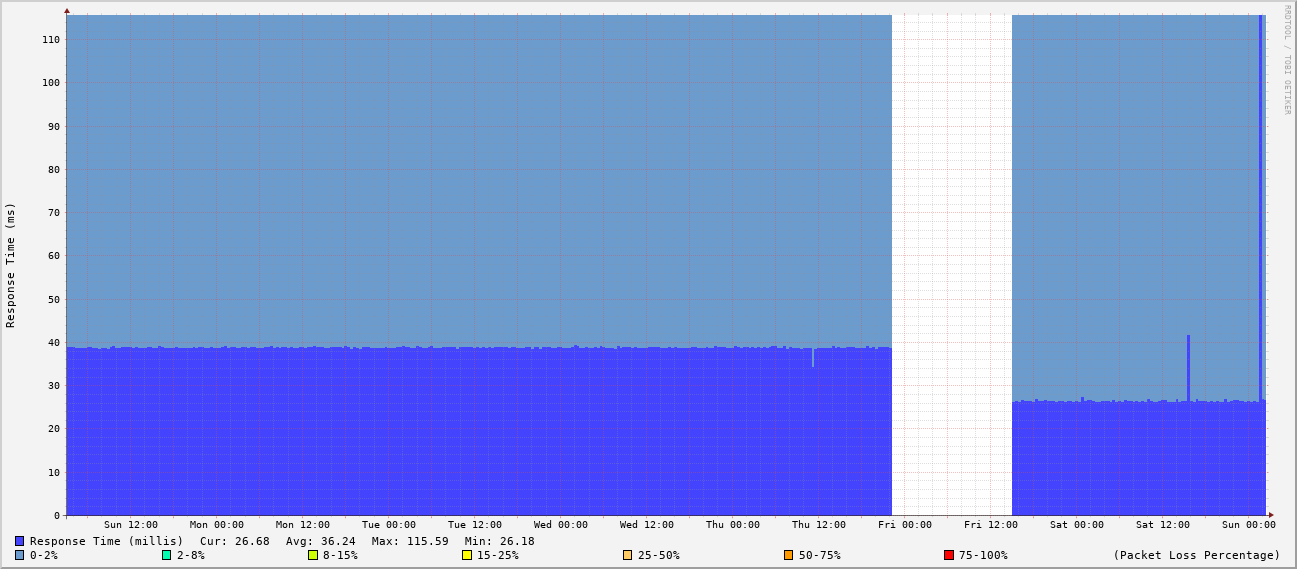 RRDTOOL / TOBI OETIKER
Response Time (ms)
110
100
90
80
70
60
50
40
30
20
10
0
Sun 12:00 Mon 00:00 Mon 12:00 Tue 00:00 Tue 12:00 Wed 00:00 Wed 12:00 Thu 00:00 Thu 12:00 Fri 00:00 Fri 12:00 Sat 00:00 Sat 12:00 Sun 00:00
Response Time (millis) Cur: 26.68 Avg: 36.24 Max: 115.59 Min: 26.18
0-2% 2-8% 8-15% 15-25% 25-50% 50-75% 75-100% (Packet Loss Percentage)